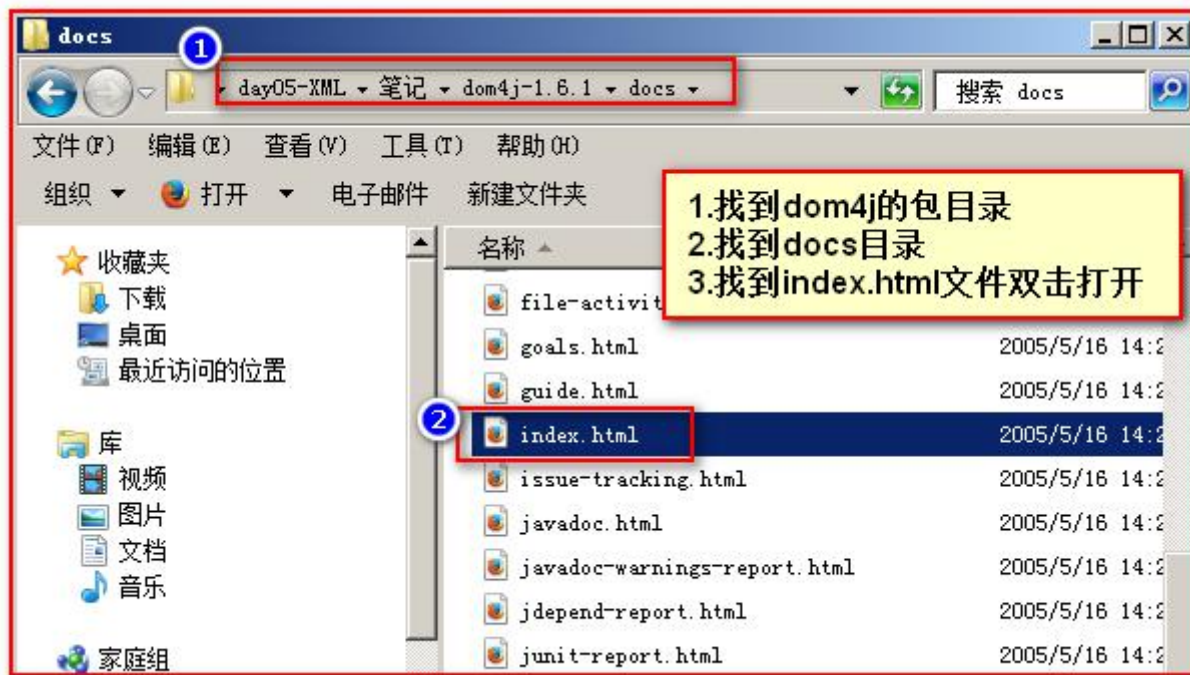 docs
1
day05-XML 笔记 dom4j-1.6.1 docs
搜索 docs
文件(F) 编辑(E) 查看(V) 工具(T) 帮助(H)
组织 打开 电子邮件 新建文件夹
1.找到dom4j的包目录
2.找到docs目录
3.找到index.html文件双击打开
收藏夹
下载
桌面
最近访问的位置
库
视频
图片
文档
音乐
家庭组
名称
file-activit
goals.html 2005/5/16 14:2
guide.html 2005/5/16 14:2
2
index.html 2005/5/16 14:2
issue-tracking.html 2005/5/16 14:2
javadoc.html 2005/5/16 14:2
javadoc-warnings-report.html 2005/5/16 14:2
jdepend-report.html 2005/5/16 14:2
junit-report.html 2005/5/16 14:2